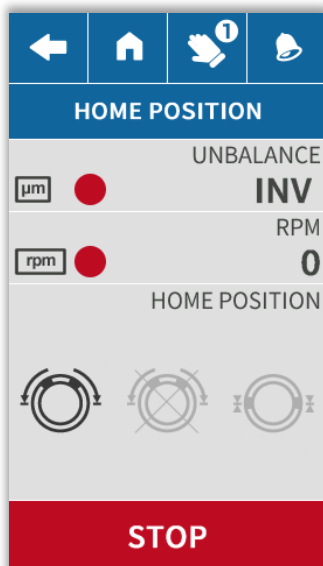 1
HOME POSITION
UNBALANCE
µm
INV
RPM
rpm
0
HOME POSITION
STOP